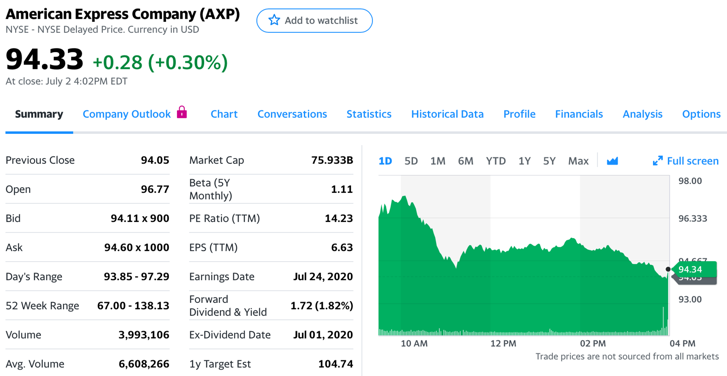 American Express Company (AXP)
NYSE - NYSE Delayed Price. Currency in USD
Add to watchlist
94.33 +0.28 (+0.30%)
At close: July 2 4:02PM EDT
Summary Company Outlook Chart Conversations Statistics Historical Data Profile Financials Analysis Options
Previous Close 94.05
Open 96.77
Bid 94.11 x 900
Ask 94.60 x 1000
Day's Range 93.85 - 97.29
52 Week Range 67.00 - 138.13
Volume 3,993,106
Avg. Volume 6,608,266
Market Cap 75.933B
Beta (5Y
Monthly) 1.11
PE Ratio (TTM) 14.23
EPS (TTM) 6.63
Earnings Date Jul 24, 2020
Forward
Dividend & Yield 1.72 (1.82%)
Ex-Dividend Date Jul 01, 2020
1y Target Est 104.74
1D 5D 1M 6M YTD 1Y 5Y Max Full screen
98.00
96.333
94.667
94.34
93.00
10 AM 12 PM 02 PM 04 PM
Trade prices are not sourced from all markets